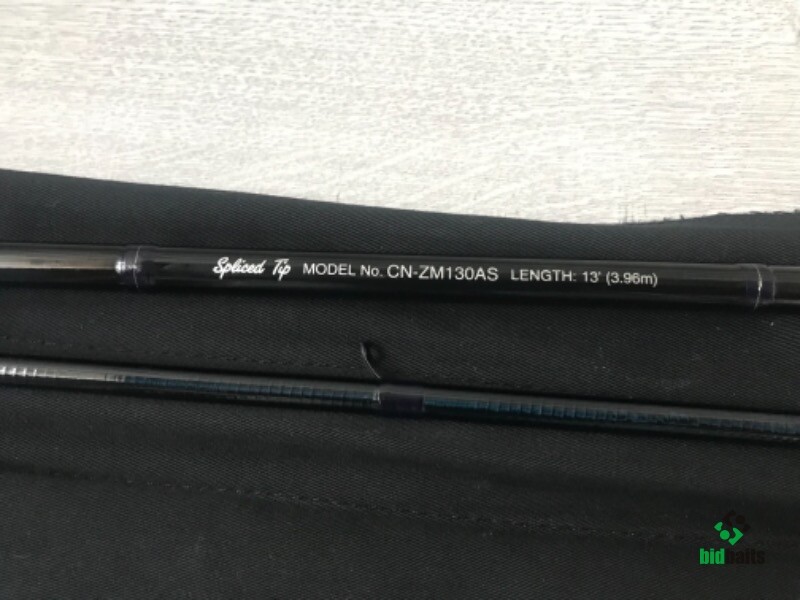 Spliced Tip MODEL No. CN-ZM130AS LENGTH: 13' (3.96m)
bidbaits